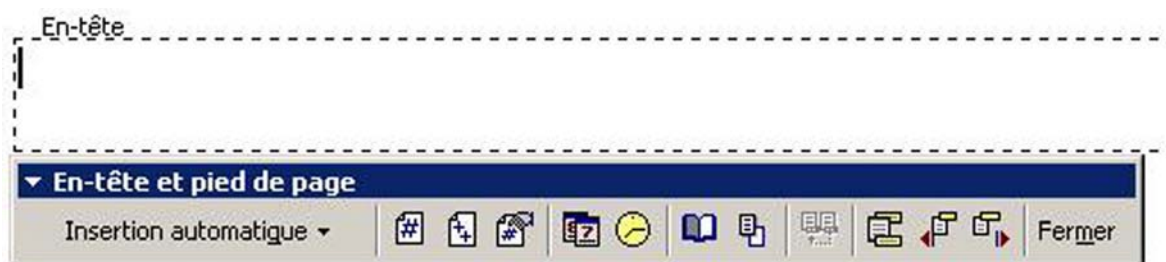 En-tête
En-tête et pied de page
Insertion automatique Fermer